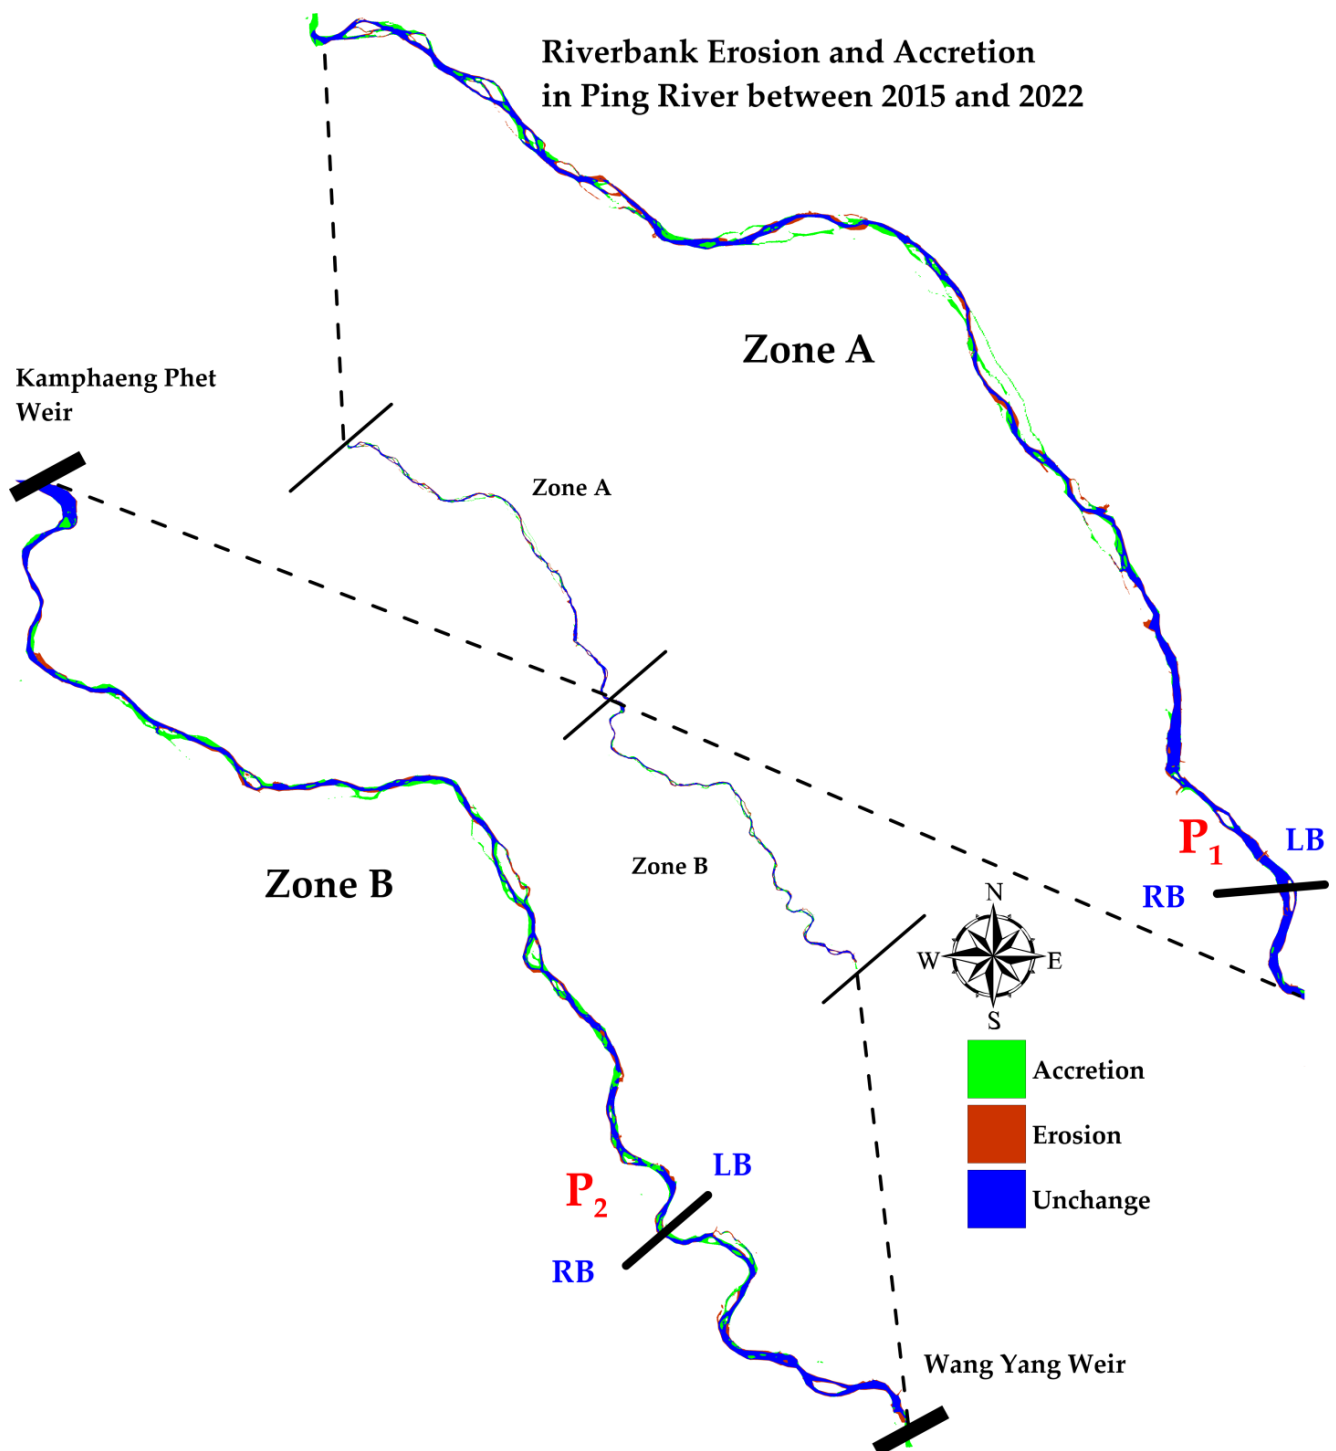 Riverbank Erosion and Accretion
in Ping River between 2015 and 2022
Zone A
Kamphaeng Phet
Weir
Zone A
P1
LB
RB
Zone B
Zone B
N
W
E
S
Accretion
Erosion
Unchange
P2
LB
RB
Wang Yang Weir